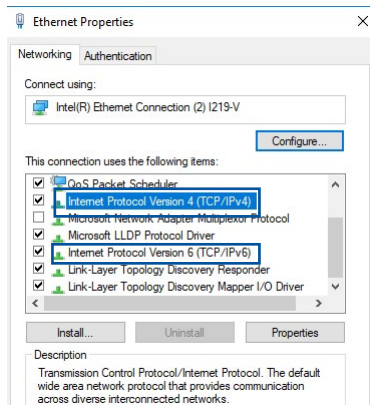 Ethernet Properties
Networking Authentication
Connect using:
Intel(R) Ethernet Connection (2) I219-V
Configure...
This connection uses the following items:
QoS Packet Scheduler
Internet Protocol Version 4 (TCP/IPv4)
Microsoft Network Adapter Multiplexor Protocol
Microsoft LLDP Protocol Driver
Internet Protocol Version 6 (TCP/IPv6)
Link-Layer Topology Discovery Responder
Link-Layer Topology Discovery Mapper I/O Driver
Install... Uninstall Properties
Description
Transmission Control Protocol/Internet Protocol. The default
wide area network protocol that provides communication
across diverse interconnected networks.